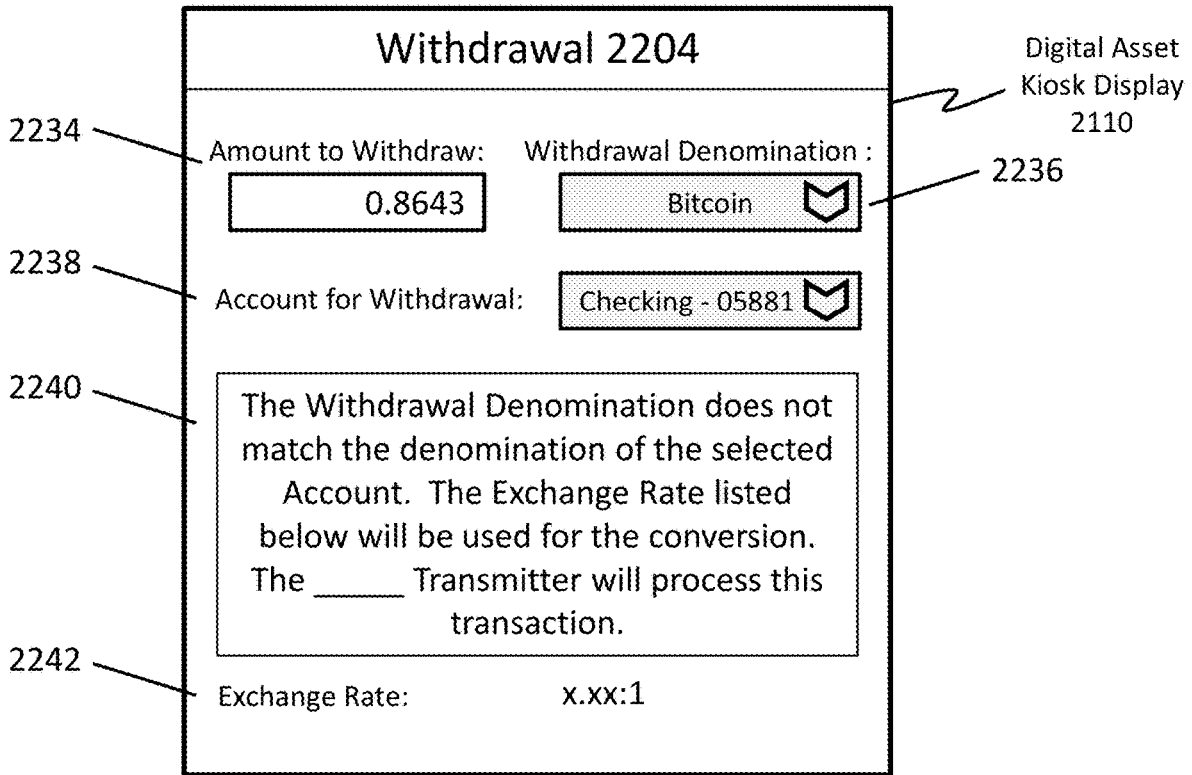 Withdrawal 2204
Digital Asset
Kiosk Display
2110
2234
Amount to Withdraw:
Withdrawal Denomination :
2236
0.8643
Bitcoin
2238
Account for Withdrawal:
Checking - 05881
2240
The Withdrawal Denomination does not
match the denomination of the selected
Account. The Exchange Rate listed
below will be used for the conversion.
The ______ Transmitter will process this
transaction.
2242
Exchange Rate:
x.xx:1